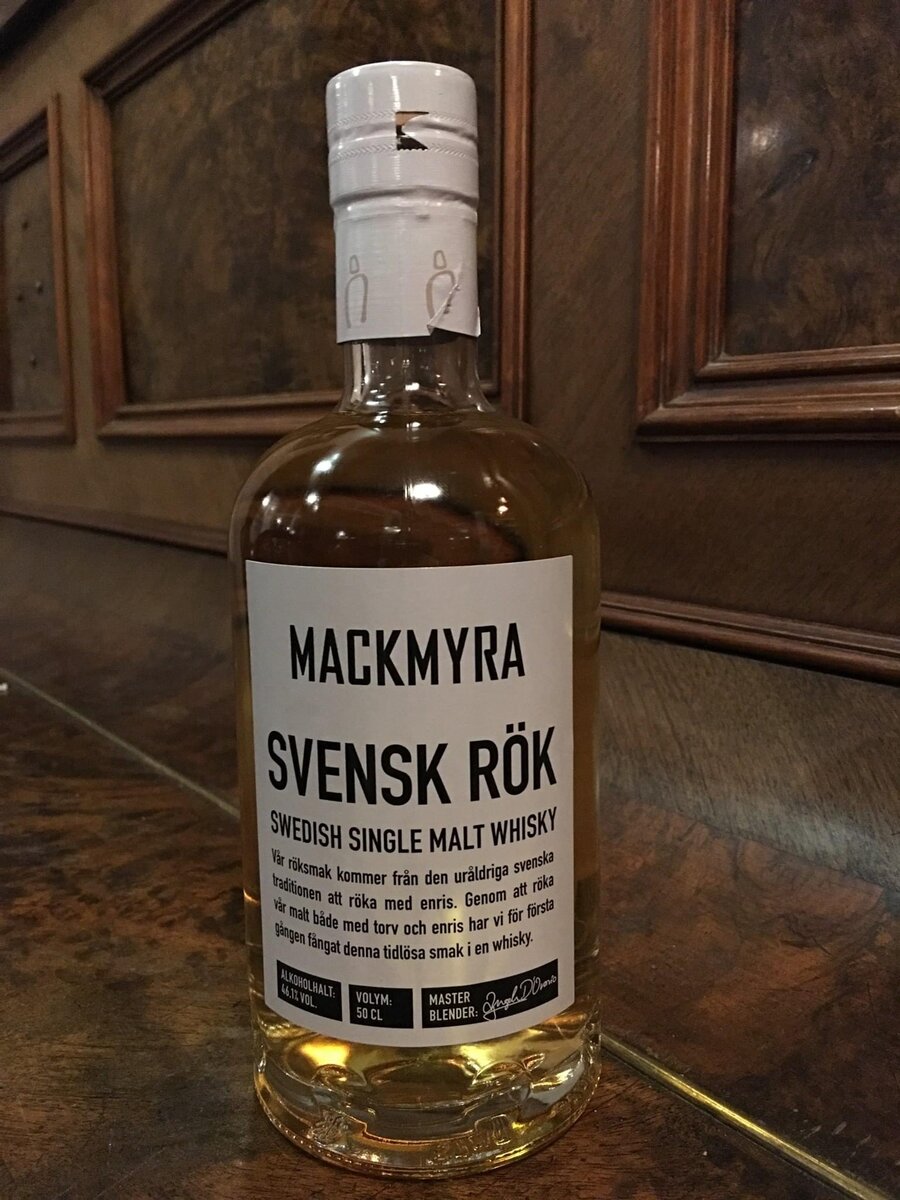 MACKMYRA
SVENSK RÖK
SWEDISH SINGLE MALT WHISKY
Vår röksmak kommer från den uråldriga svenska
traditionen att röka med enris. Genom att röka
vår malt både med torv och enris har vi för första
gången fångat denna tidlösa smak i en whisky.
ALKOHOLHALT:
46.1% VOL.
VOLYM:
50 CL
MASTER
BLENDER: